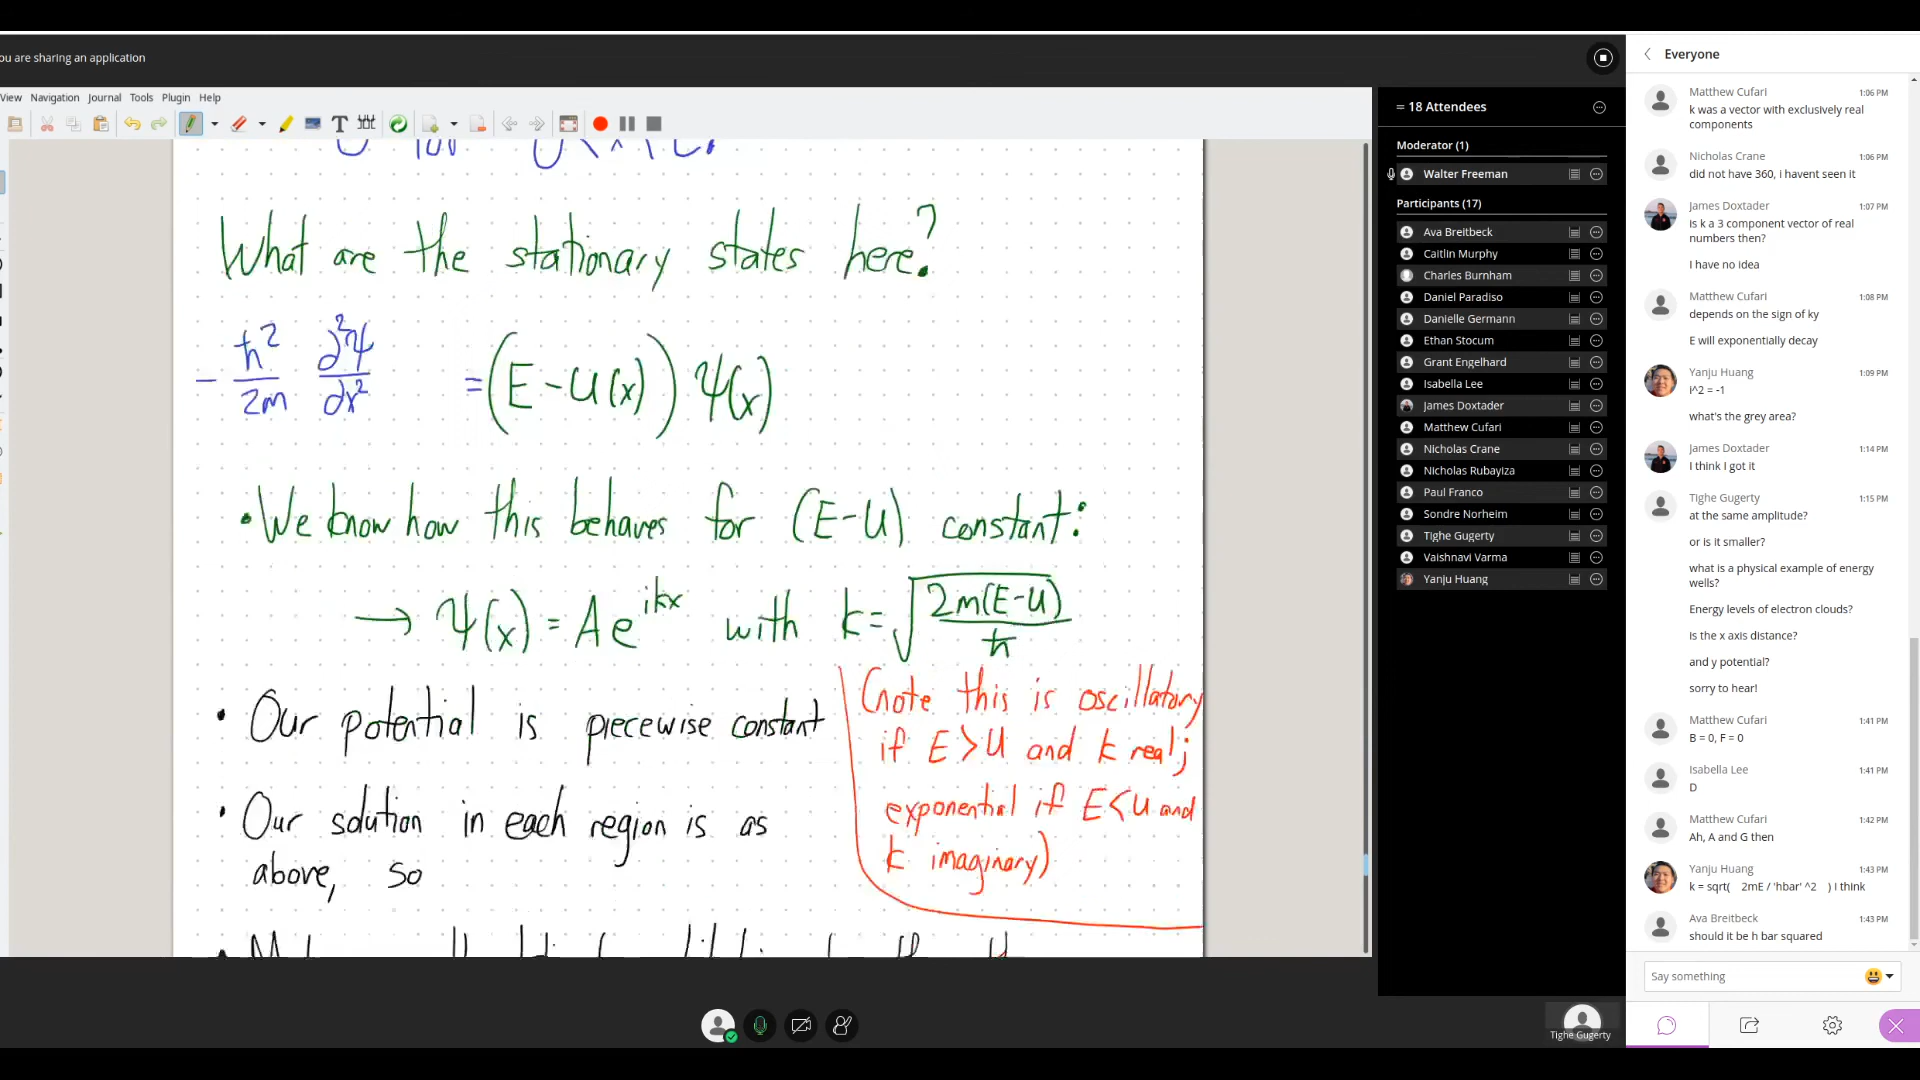 ou are sharing an application
View Navigation Journal Tools Plugin Help
What are the stationary states here?
- ħ² / 2m ∂²ψ / ∂x² = (E - U(x)) ψ(x)
• We know how this behaves for (E-U) constant:
→ ψ(x) = A e^{ikx} with k = √(2m(E-U) / ħ)
• Our potential is piecewise constant
(note this is oscillatory
if E > U and k real;
exponential if E < U and
k imaginary)
• Our solution in each region is as
above, so
18 Attendees
Moderator (1)
Walter Freeman
Participants (17)
Ava Breitbeck
Caitlin Murphy
Charles Burnham
Daniel Paradiso
Danielle Germann
Ethan Stocum
Grant Engelhard
Isabella Lee
James Doxtader
Matthew Cufari
Nicholas Crane
Nicholas Rubayiza
Paul Franco
Sondre Norheim
Tighe Gugerty
Vaishnavi Varma
Yanju Huang
Tighe Gugerty
Everyone
Matthew Cufari 1:06 PM
k was a vector with exclusively real
components
Nicholas Crane 1:06 PM
did not have 360, i havent seen it
James Doxtader 1:07 PM
is k a 3 component vector of real
numbers then?
I have no idea
Matthew Cufari 1:08 PM
depends on the sign of ky
E will exponentially decay
Yanju Huang 1:09 PM
i^2 = -1
what's the grey area?
James Doxtader 1:14 PM
I think I got it
Tighe Gugerty 1:15 PM
at the same amplitude?
or is it smaller?
what is a physical example of energy
wells?
Energy levels of electron clouds?
is the x axis distance?
and y potential?
sorry to hear!
Matthew Cufari 1:41 PM
B = 0, F = 0
Isabella Lee 1:41 PM
D
Matthew Cufari 1:42 PM
Ah, A and G then
Yanju Huang 1:43 PM
k = sqrt( 2mE / 'hbar' ^2 ) I think
Ava Breitbeck 1:43 PM
should it be h bar squared
Say something